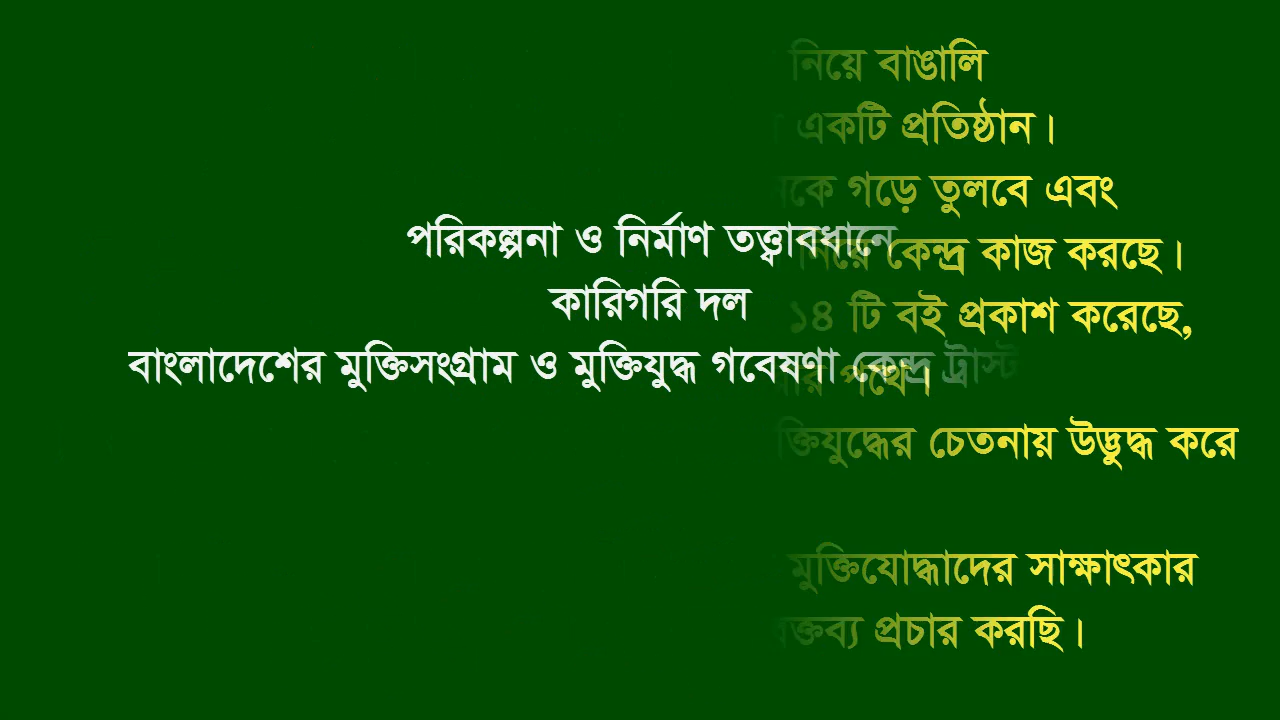 নিয়ে বাঙালি
একটি প্রতিষ্ঠান।
গড়ে তুলবে এবং
পরিকল্পনা ও নির্মাণ তত্ত্বাবধানে
কেন্দ্র কাজ করছে।
কারিগরি দল
১৪ টি বই প্রকাশ করেছে,
বাংলাদেশের মুক্তিসংগ্রাম ও মুক্তিযুদ্ধ গবেষণা কেন্দ্র ট্রাস্ট
পথে।
চেতনায় উদ্ভুদ্ধ করে
মুক্তিযোদ্ধাদের সাক্ষাৎকার
প্রচার করছি।